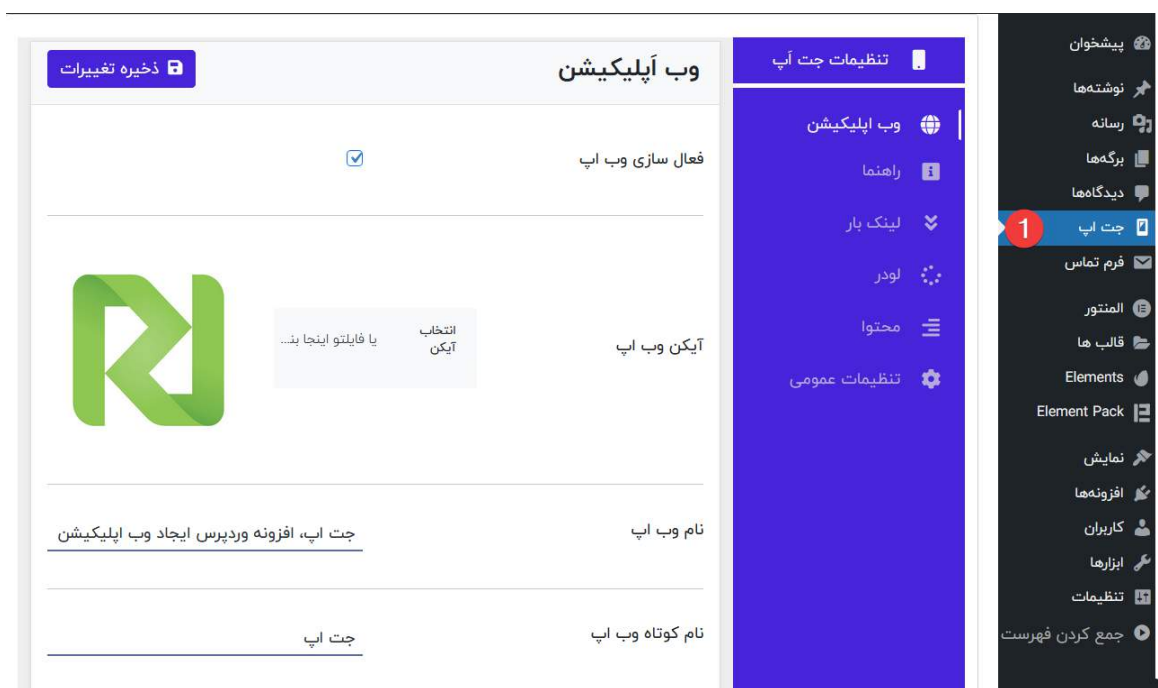 پیشخوان
نوشته‌ها
رسانه
برگه‌ها
دیدگاه‌ها
جت اپ
1
فرم تماس
المنتور
قالب ها
Elements
Element Pack
نمایش
افزونه‌ها
کاربران
ابزارها
تنظیمات
جمع کردن فهرست
تنظیمات جت اَپ
وب اپلیکیشن
راهنما
لینک بار
لودر
محتوا
تنظیمات عمومی
وب اَپلیکیشن
ذخیره تغییرات
فعال سازی وب اپ
آیکن وب اپ
انتخاب
آیکن
یا فایلتو اینجا بنـ...
نام وب اپ
جت اپ، افزونه وردپرس ایجاد وب اپلیکیشن
نام کوتاه وب اپ
جت اپ